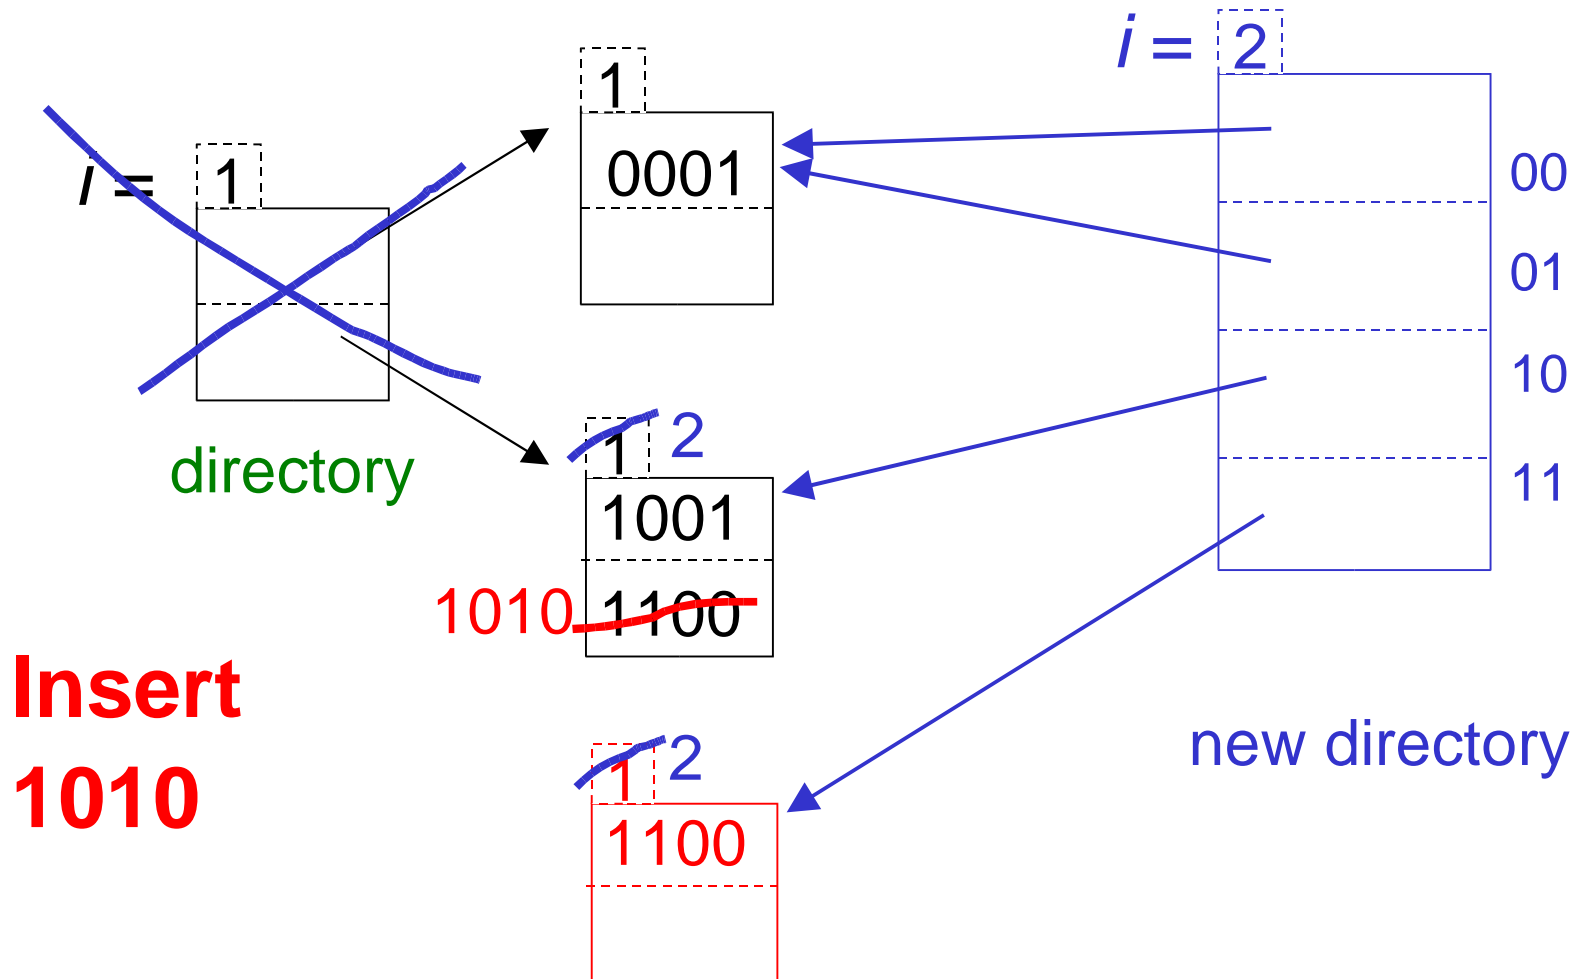 i = 1
directory
1
0001
1 2
1001
1010 1100
Insert
1010
1 2
1100
i = 2
00
01
10
11
new directory